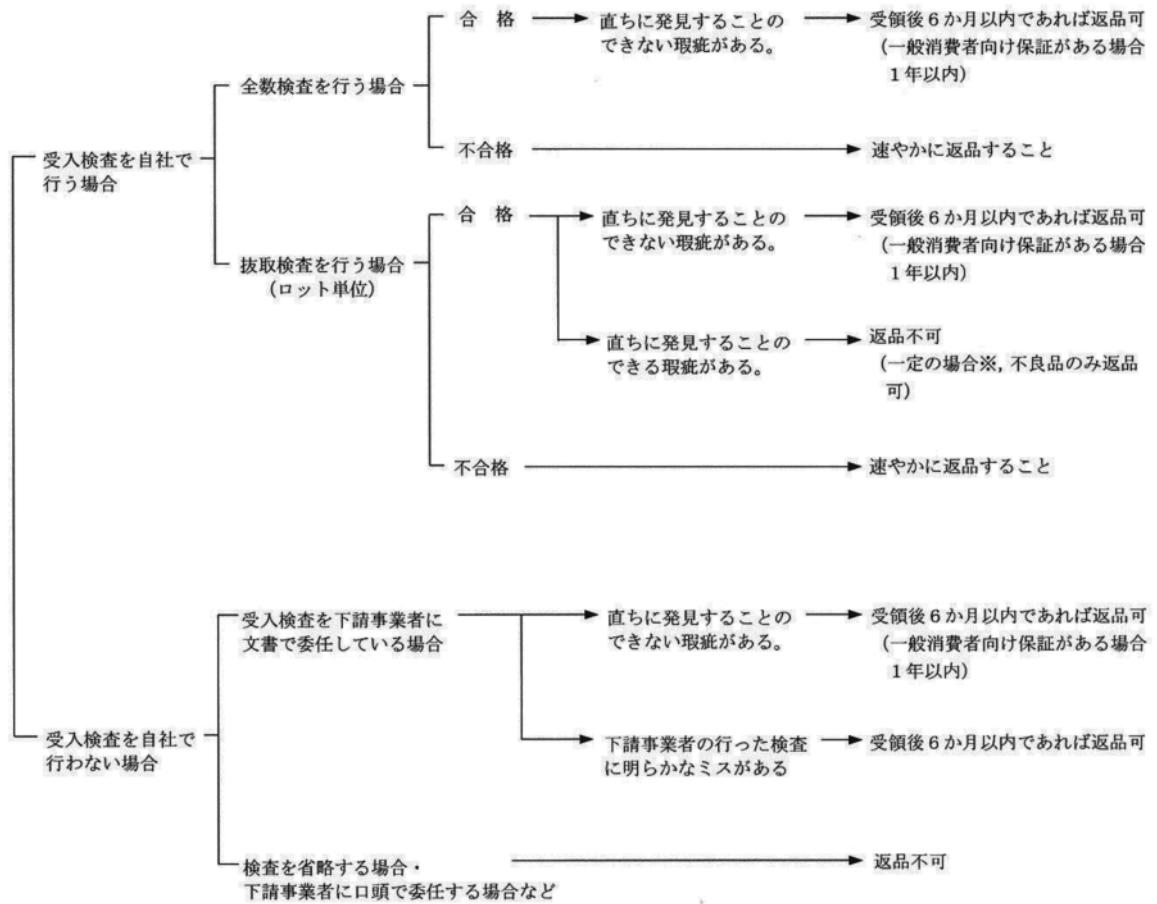 合　格
直ちに発見することの
できない瑕疵がある。
受領後６か月以内であれば返品可
（一般消費者向け保証がある場合
１年以内）
全数検査を行う場合
不合格
速やかに返品すること
受入検査を自社で
行う場合
合　格
直ちに発見することの
できない瑕疵がある。
受領後６か月以内であれば返品可
（一般消費者向け保証がある場合
１年以内）
抜取検査を行う場合
（ロット単位）
直ちに発見することの
できる瑕疵がある。
返品不可
（一定の場合※，不良品のみ返品
可）
不合格
速やかに返品すること
受入検査を下請事業者に
文書で委任している場合
直ちに発見することの
できない瑕疵がある。
受領後６か月以内であれば返品可
（一般消費者向け保証がある場合
１年以内）
受入検査を自社で
行わない場合
下請事業者の行った検査
に明らかなミスがある
受領後６か月以内であれば返品可
検査を省略する場合・
下請事業者に口頭で委任する場合など
返品不可